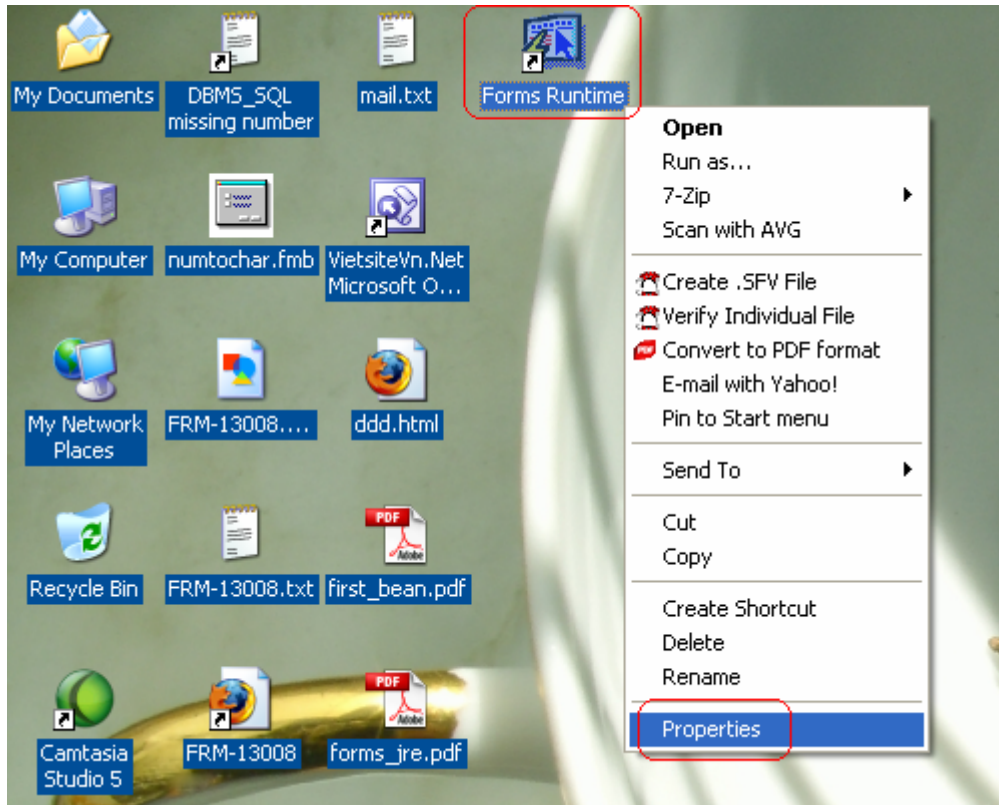 My Documents
DBMS_SQL
missing number
mail.txt
Forms Runtime
My Computer
numtochar.fmb
VietsiteVn.Net
Microsoft O...
My Network
Places
FRM-13008....
ddd.html
Recycle Bin
FRM-13008.txt
PDF
Adobe
first_bean.pdf
Camtasia
Studio 5
FRM-13008
PDF
Adobe
forms_jre.pdf
Open
Run as...
7-Zip
Scan with AVG
Create .SFV File
Verify Individual File
PDF
Convert to PDF format
E-mail with Yahoo!
Pin to Start menu
Send To
Cut
Copy
Create Shortcut
Delete
Rename
Properties